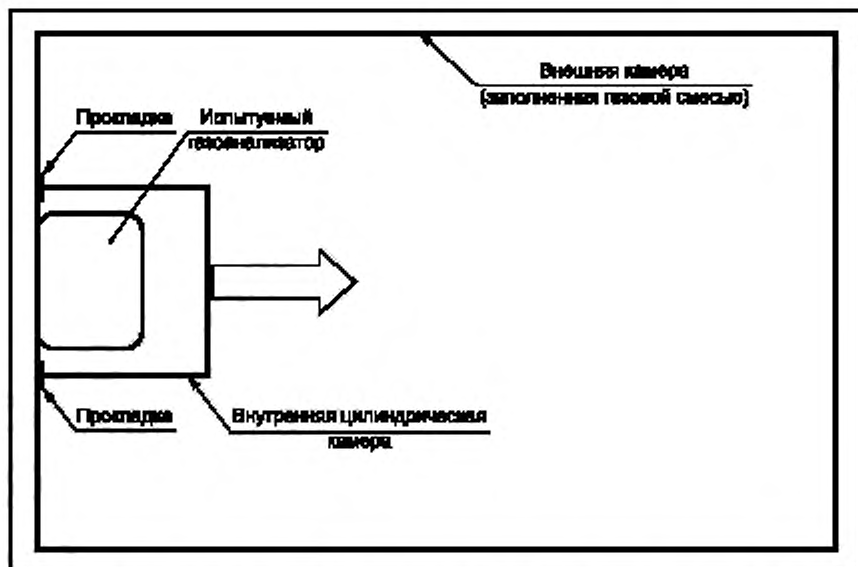 Внешняя камера
(заполненная газовой смесью)
Прокладка
Испытуемый
газоанализатор
Прокладка
Внутренняя цилиндрическая
камера